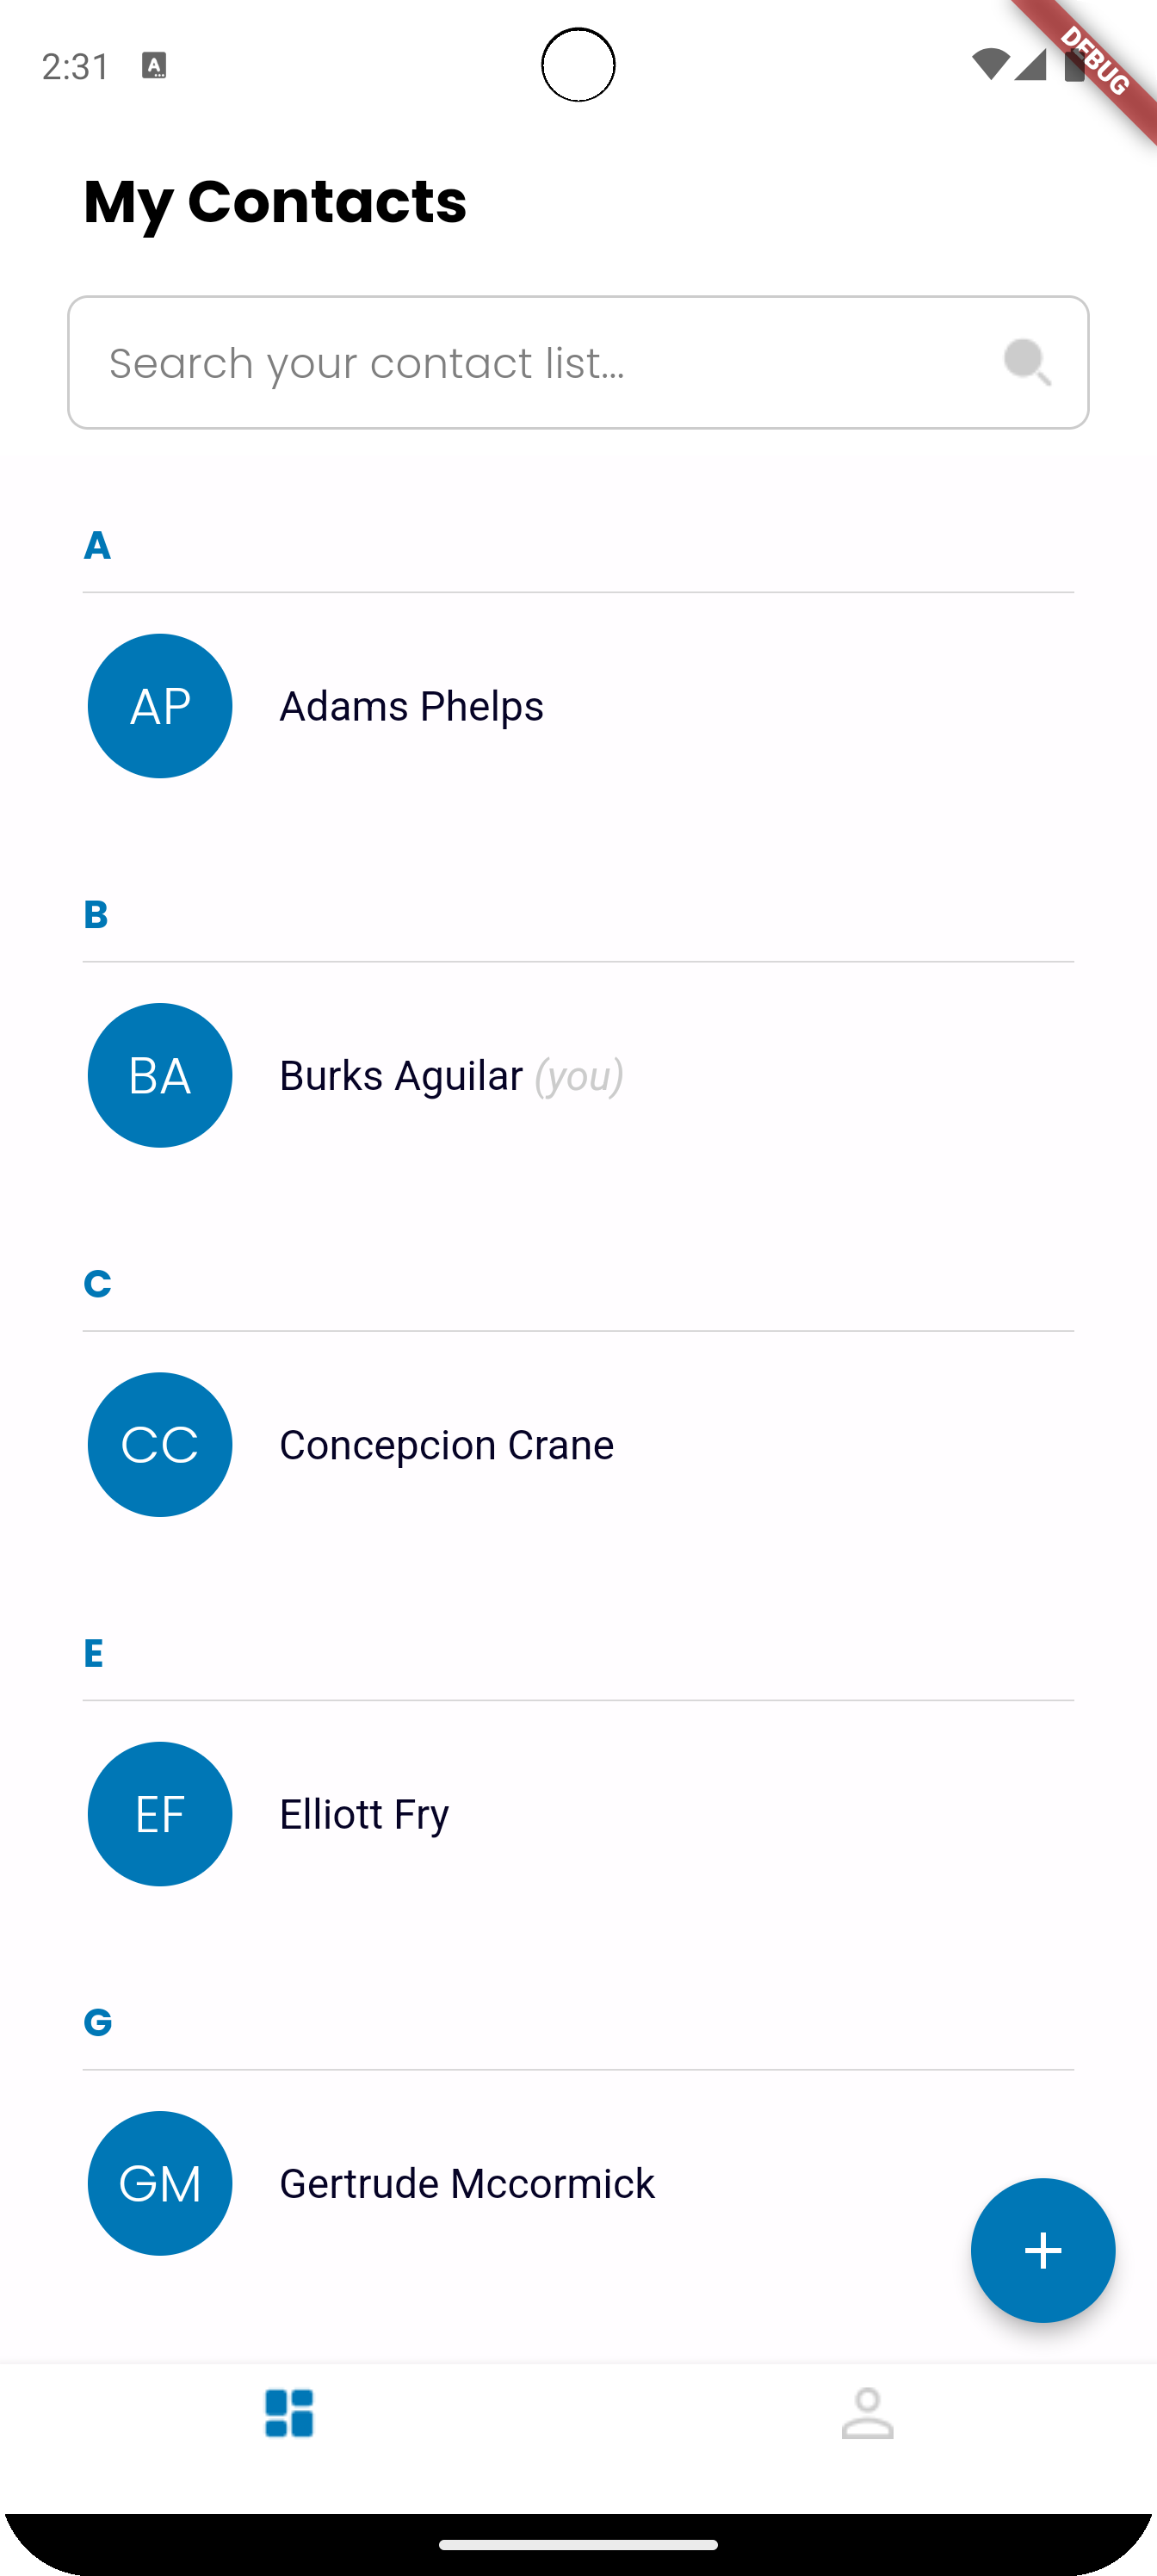 2:31
DEBUG
My Contacts
Search your contact list...
A
AP Adams Phelps
B
BA Burks Aguilar (you)
C
CC Concepcion Crane
E
EF Elliott Fry
G
GM Gertrude Mccormick
+